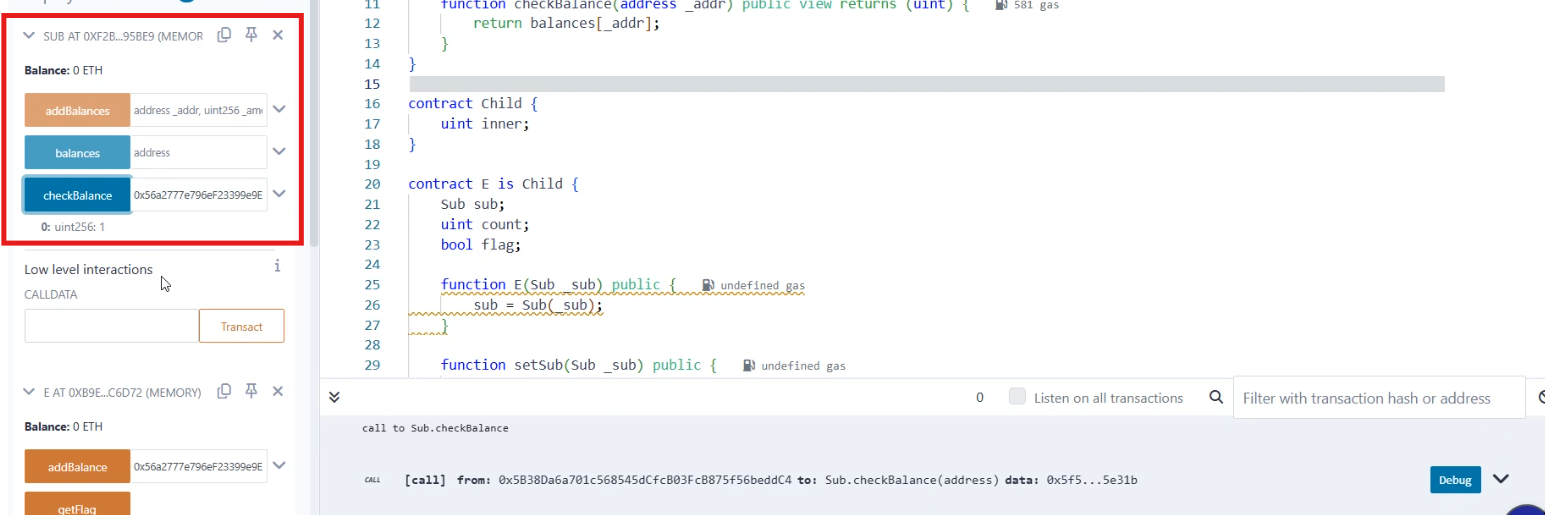 SUB AT 0XF2B...95BE9 (MEMOR
Balance: 0 ETH
addBalances address _addr, uint256 _am
balances address
checkBalance 0x56a2777e796eF23399e9E
0: uint256: 1
Low level interactions
CALLDATA
Transact
E AT 0XB9E...C6D72 (MEMORY)
Balance: 0 ETH
addBalance 0x56a2777e796eF23399e9E
getFlag
11 function checkBalance(address _addr) public view returns (uint) { 581 gas
12 return balances[_addr];
13 }
14 }
15
16 contract Child {
17 uint inner;
18 }
19
20 contract E is Child {
21 Sub sub;
22 uint count;
23 bool flag;
24
25 function E(Sub _sub) public { undefined gas
26 sub = Sub(_sub);
27 }
28
29 function setSub(Sub _sub) public { undefined gas
0 Listen on all transactions Filter with transaction hash or address
call to Sub.checkBalance
CALL [call] from: 0x5B38Da6a701c568545dCfcB03FcB875f56beddC4 to: Sub.checkBalance(address) data: 0x5f5...5e31b Debug